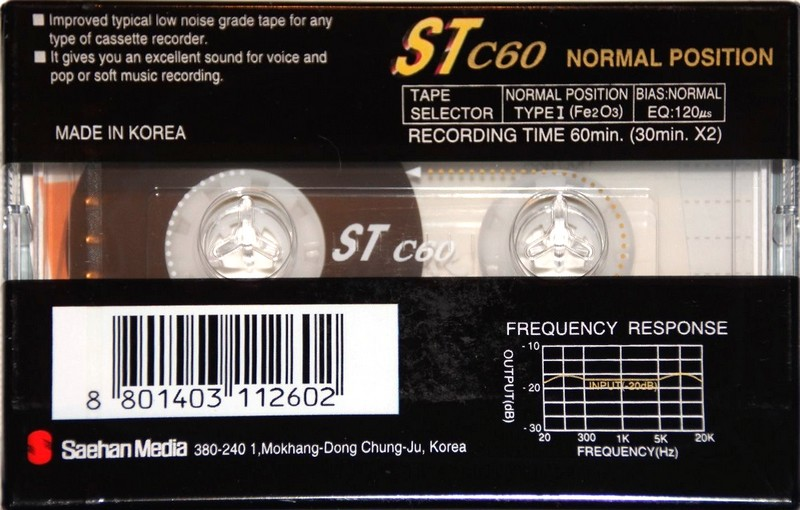 ■ Improved typical low noise grade tape for any
type of cassette recorder.
■ It gives you an excellent sound for voice and
pop or soft music recording.
MADE IN KOREA
ST C60 NORMAL POSITION
TAPE SELECTOR NORMAL POSITION TYPE I (Fe2O3) BIAS:NORMAL EQ:120µs
RECORDING TIME 60min. (30min. X2)
ST C60
8 801403 112602
Saehan Media 380-240 1,Mokhang-Dong Chung-Ju, Korea
FREQUENCY RESPONSE
OUTPUT(dB)
-10
-20
-30
INPUT(-20dB)
20 300 1K 5K 20K
FREQUENCY(Hz)